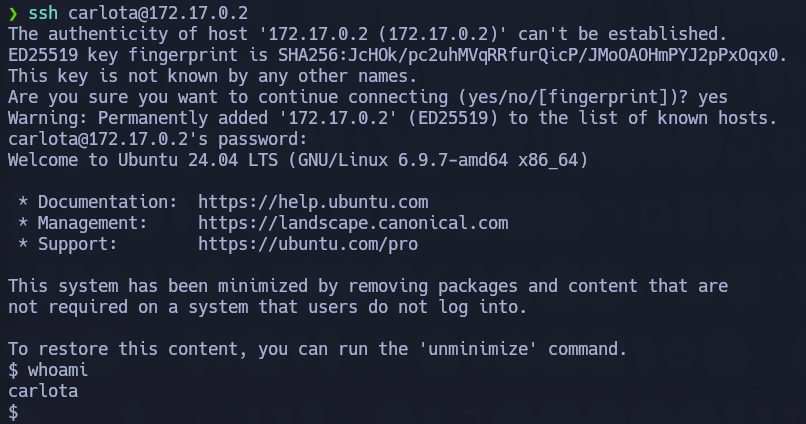 ❯ ssh carlota@172.17.0.2
The authenticity of host '172.17.0.2 (172.17.0.2)' can't be established.
ED25519 key fingerprint is SHA256:JcHOk/pc2uhMVqRRfurQicP/JMoOAOHmPYJ2pPxOqx0.
This key is not known by any other names.
Are you sure you want to continue connecting (yes/no/[fingerprint])? yes
Warning: Permanently added '172.17.0.2' (ED25519) to the list of known hosts.
carlota@172.17.0.2's password:
Welcome to Ubuntu 24.04 LTS (GNU/Linux 6.9.7-amd64 x86_64)
* Documentation:  https://help.ubuntu.com
* Management:     https://landscape.canonical.com
* Support:        https://ubuntu.com/pro
This system has been minimized by removing packages and content that are
not required on a system that users do not log into.
To restore this content, you can run the 'unminimize' command.
$ whoami
carlota
$